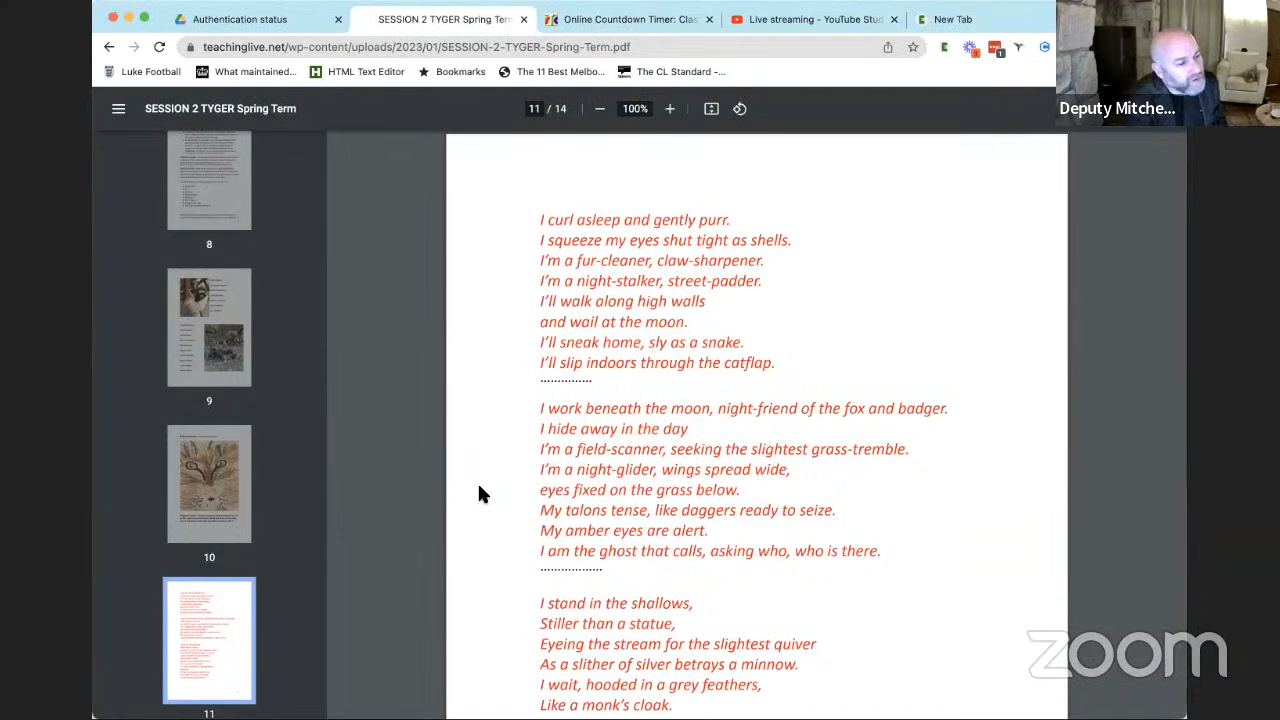 Authentication status
SESSION 2 TYGER Spring Term
Online Countdown Timer: Clas
Live streaming - YouTube Stud
New Tab
teachinglive.net/wp-content/uploads/2023/01/SESSION-2-TYGER-Spring-Term.pdf
Luke Football
What maintained...
HTML Text Editor
Bookmarks
The 11 Best Melbo...
The CL Standard -...
Deputy Mitche...
SESSION 2 TYGER Spring Term
11 / 14
100%
I curl asleep and gently purr.
I squeeze my eyes shut tight as shells.
I'm a fur-cleaner, claw-sharpener.
I'm a night-stalker, street-padder.
I'll walk along high walls
and wail at the moon.
I'll sneak home, sly as a snake.
I'll slip indoors through the catflap.
...............
I work beneath the moon, night-friend of the fox and badger.
I hide away in the day
I'm a field-scanner, seeking the slightest grass-tremble.
I'm a night-glider, wings spread wide,
eyes fixed on the grass below.
My talons tense, like daggers ready to seize.
My amber eyes are alert.
I am the ghost that calls, asking who, who is there.
..................
I stand in the shallows,
Stiller than a statue,
Gazing them down for the slightest quiver
As a slither of silver betrays a minnow.
I wait, hooded in a grey feathers,
Like a monk's cloak.
8
9
10
11
zoom